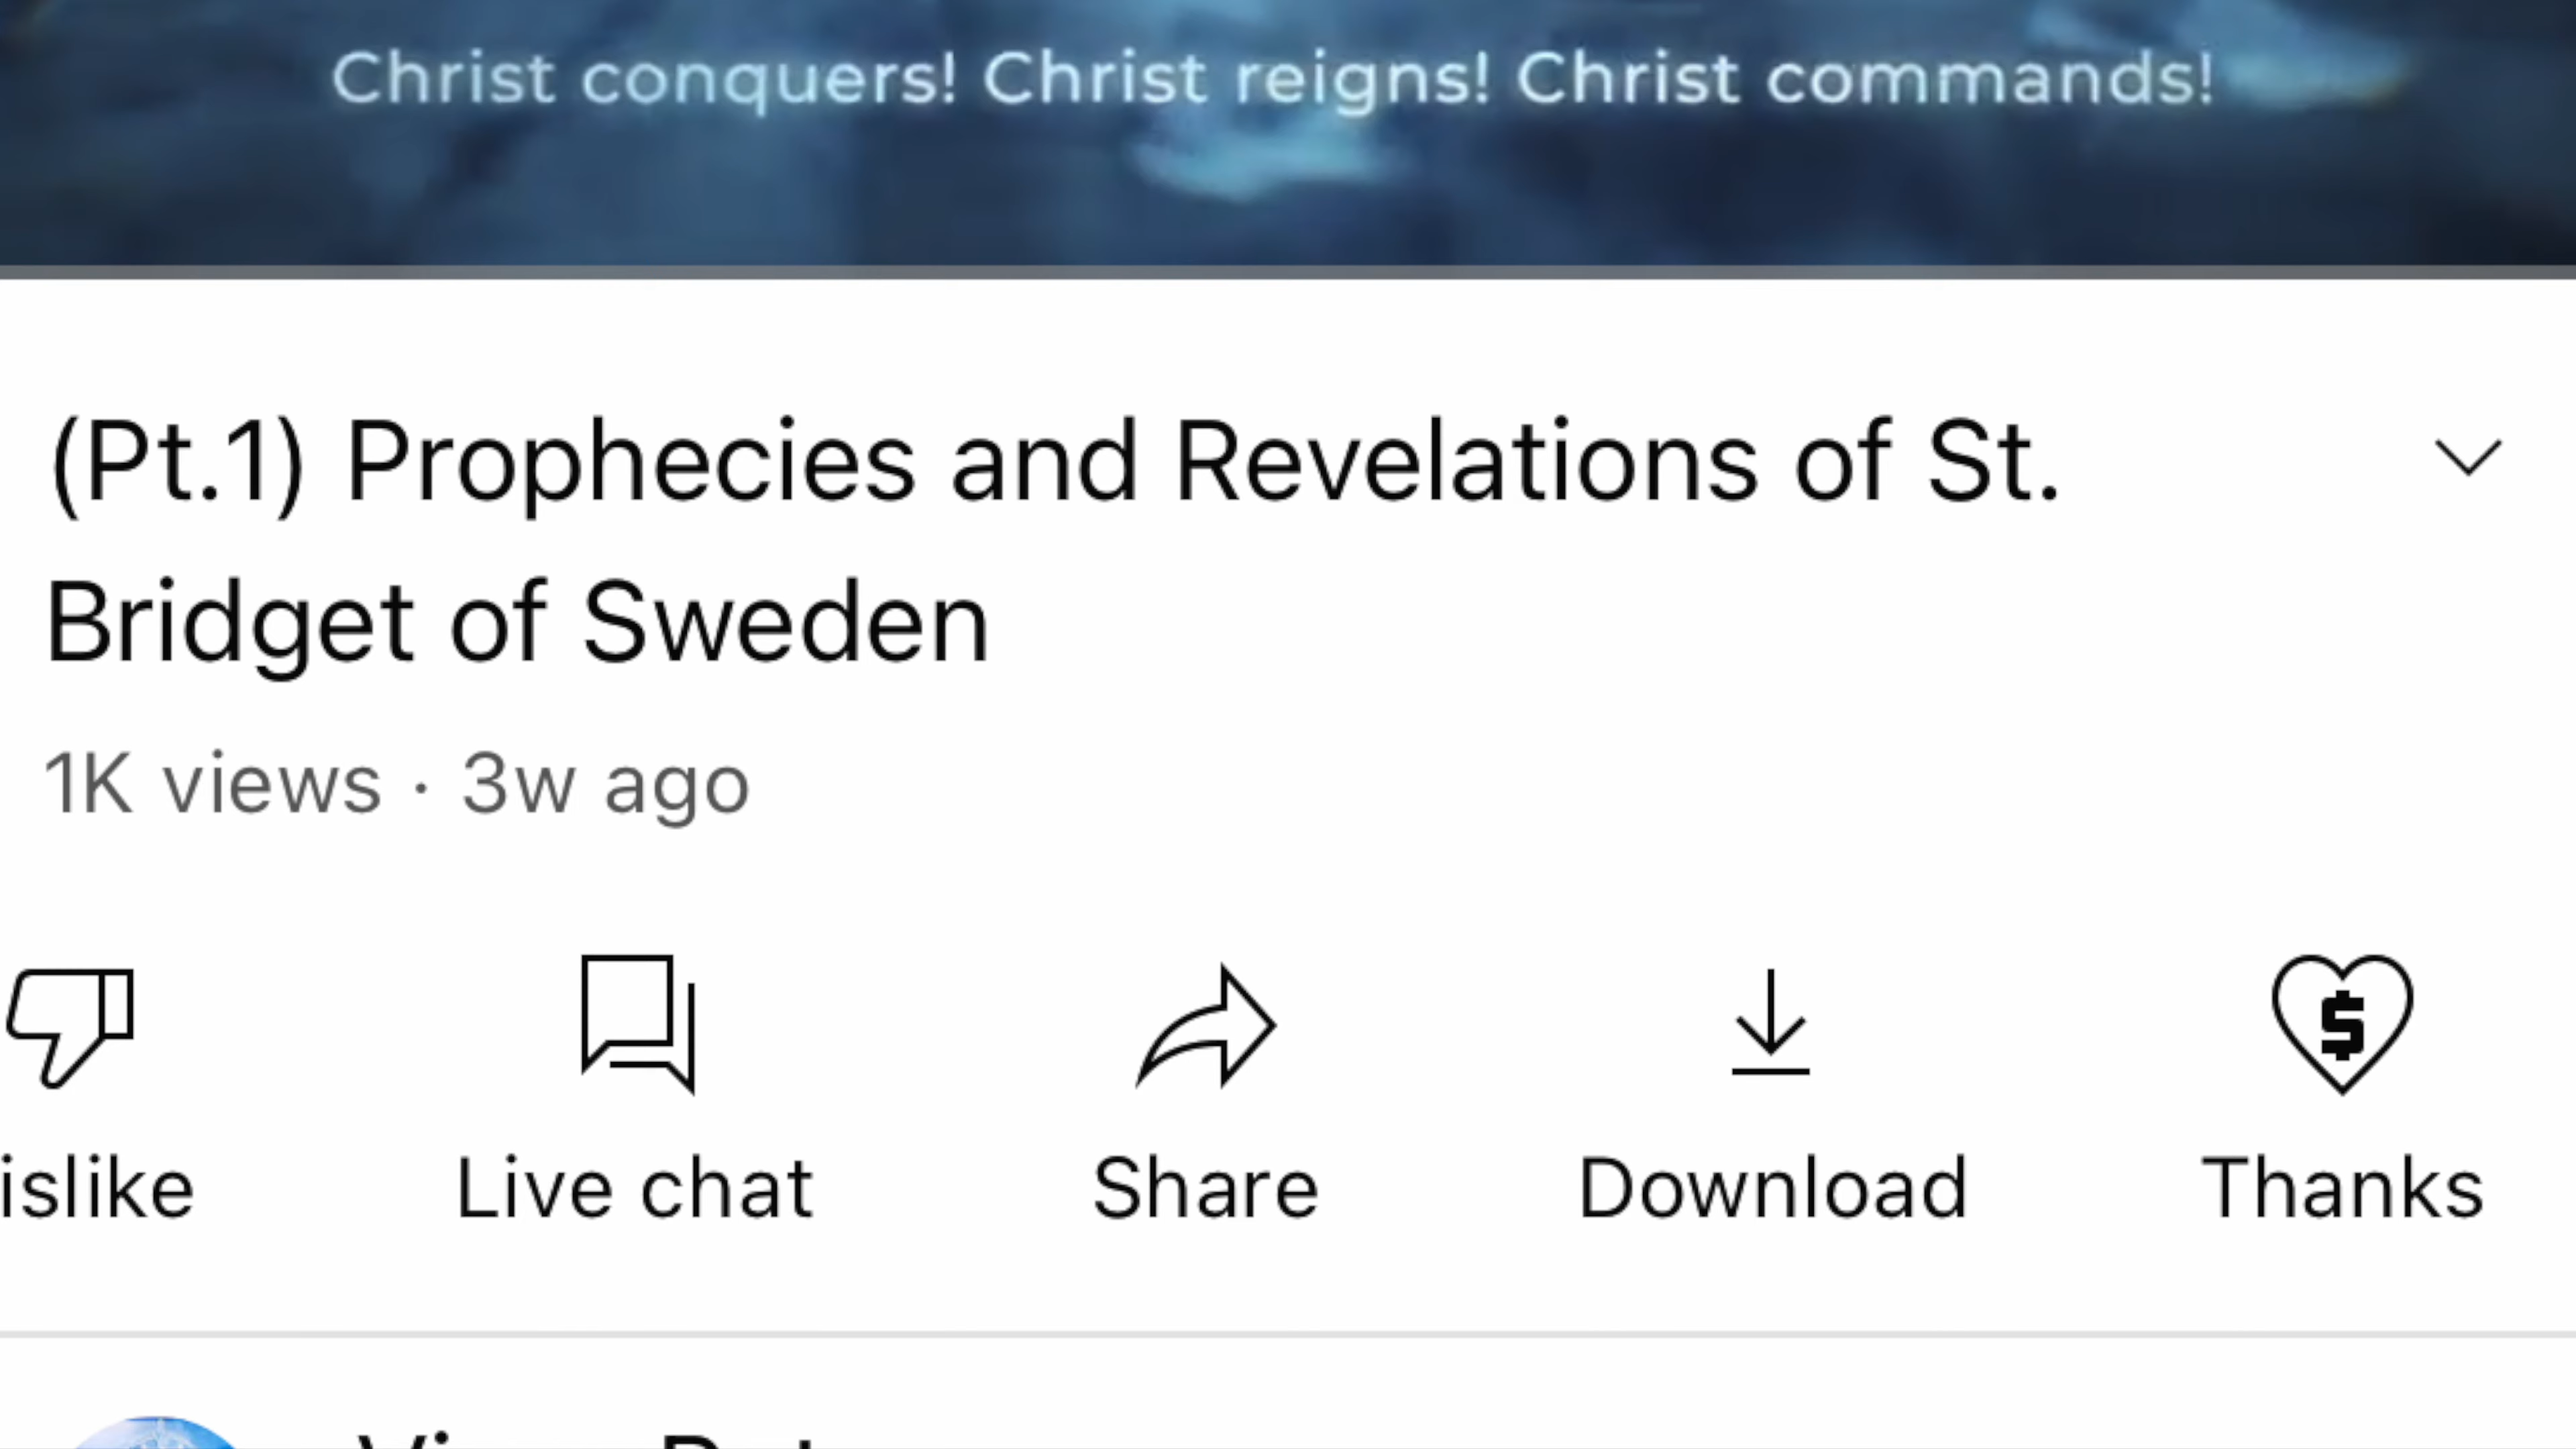 Christ conquers! Christ reigns! Christ commands!
(Pt.1) Prophecies and Revelations of St.
Bridget of Sweden
1K views · 3w ago
islike
Live chat
Share
Download
Thanks